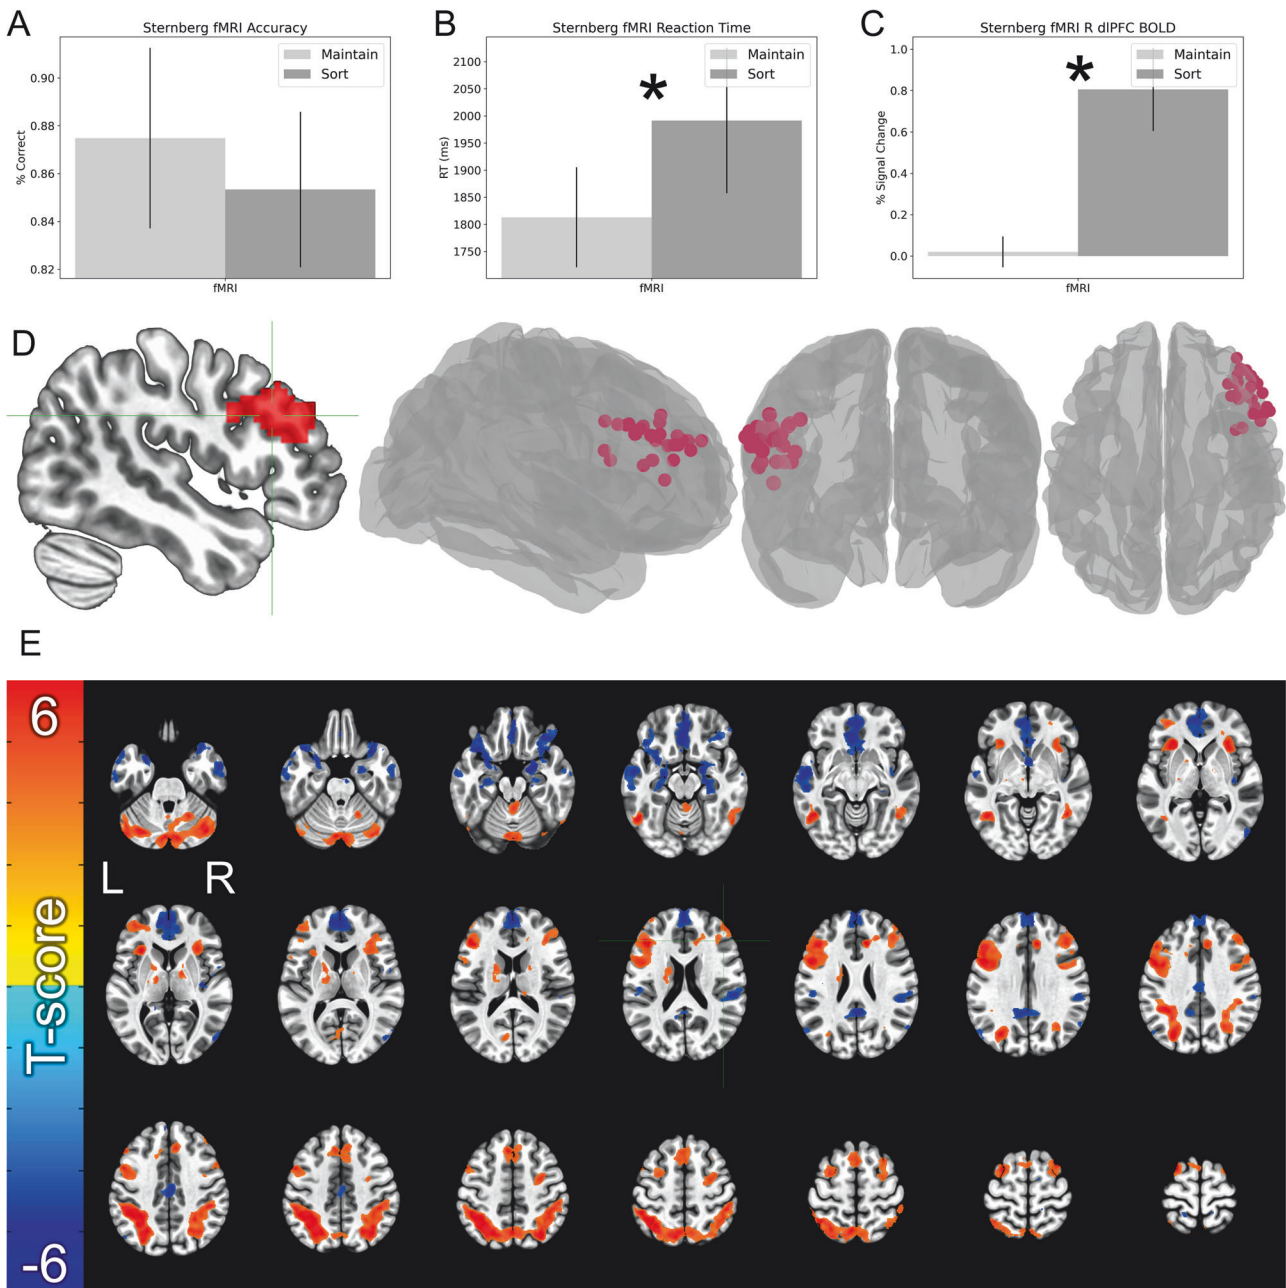 A
Sternberg fMRI Accuracy
Maintain
Sort
% Correct
0.90
0.88
0.86
0.84
0.82
fMRI
B
Sternberg fMRI Reaction Time
Maintain
Sort
*
RT (ms)
2100
2050
2000
1950
1900
1850
1800
1750
fMRI
C
Sternberg fMRI R dlPFC BOLD
Maintain
Sort
*
% Signal Change
1.0
0.8
0.6
0.4
0.2
0.0
fMRI
D
E
6
T-score
-6
L R